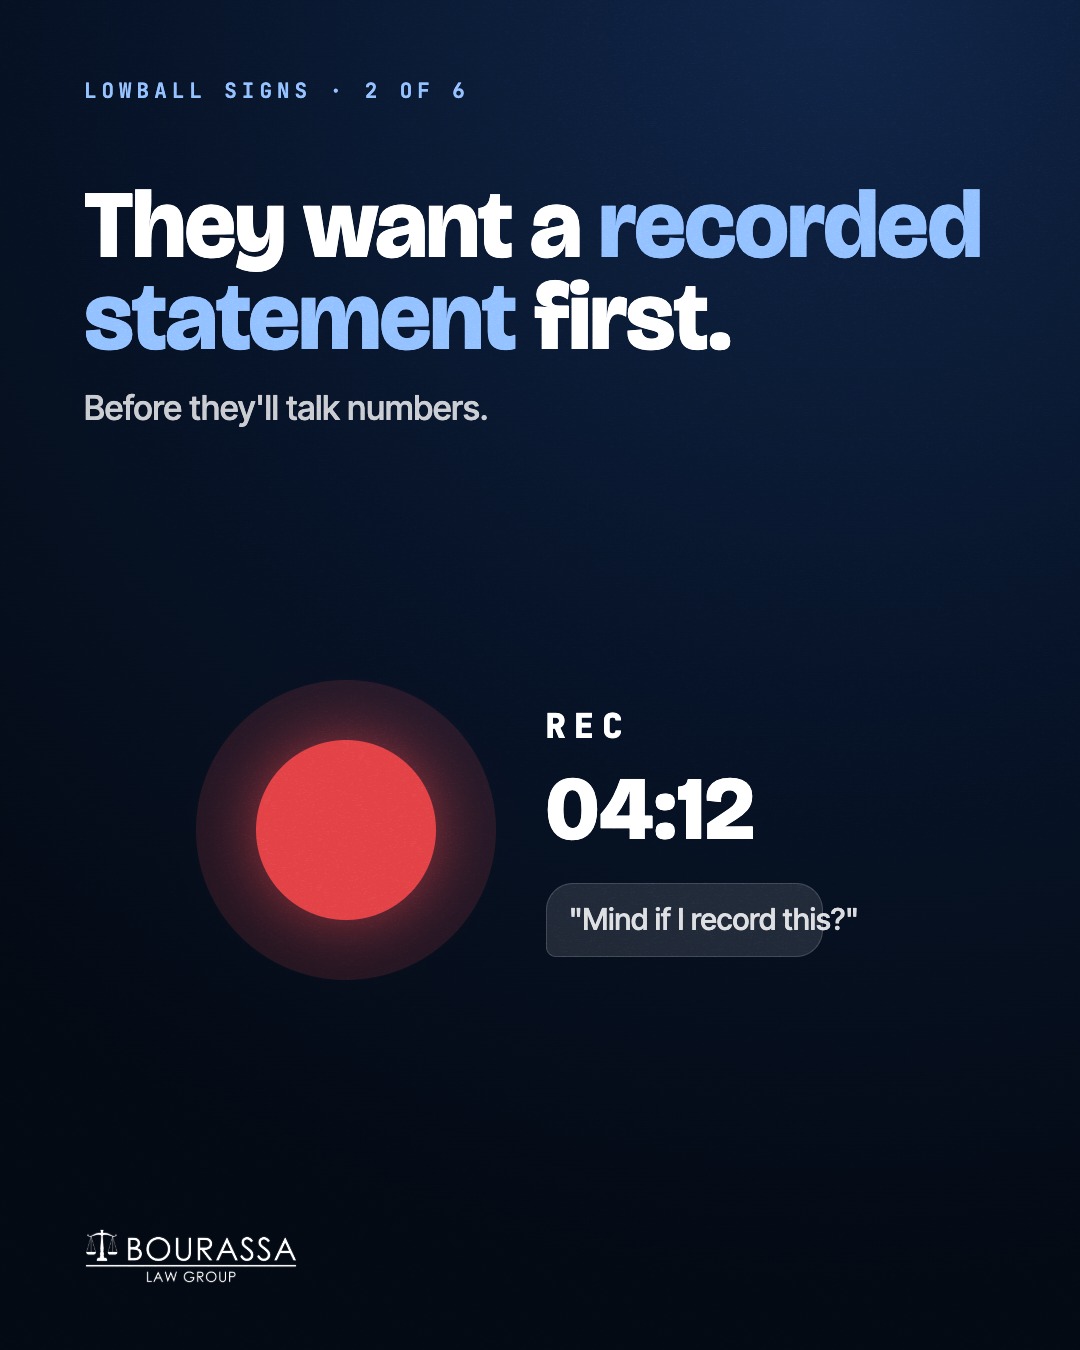 LOWBALL SIGNS · 2 OF 6
They want a recorded
statement first.
Before they'll talk numbers.
REC
04:12
"Mind if I record this?"
BOURASSA
LAW GROUP